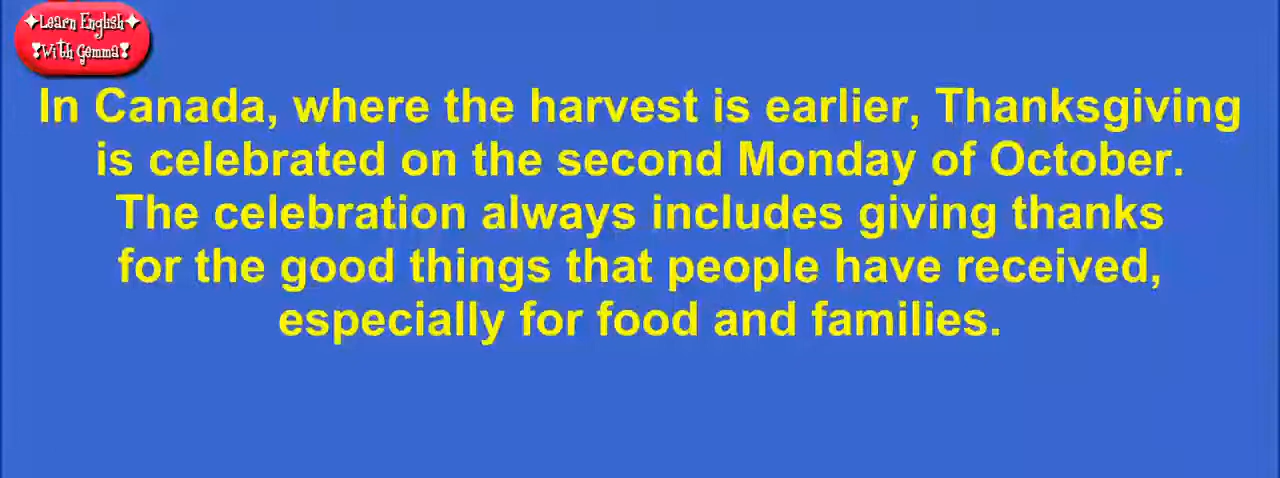 ✦Learn English✦
❣With Gemma❣
In Canada, where the harvest is earlier, Thanksgiving
is celebrated on the second Monday of October.
The celebration always includes giving thanks
for the good things that people have received,
especially for food and families.